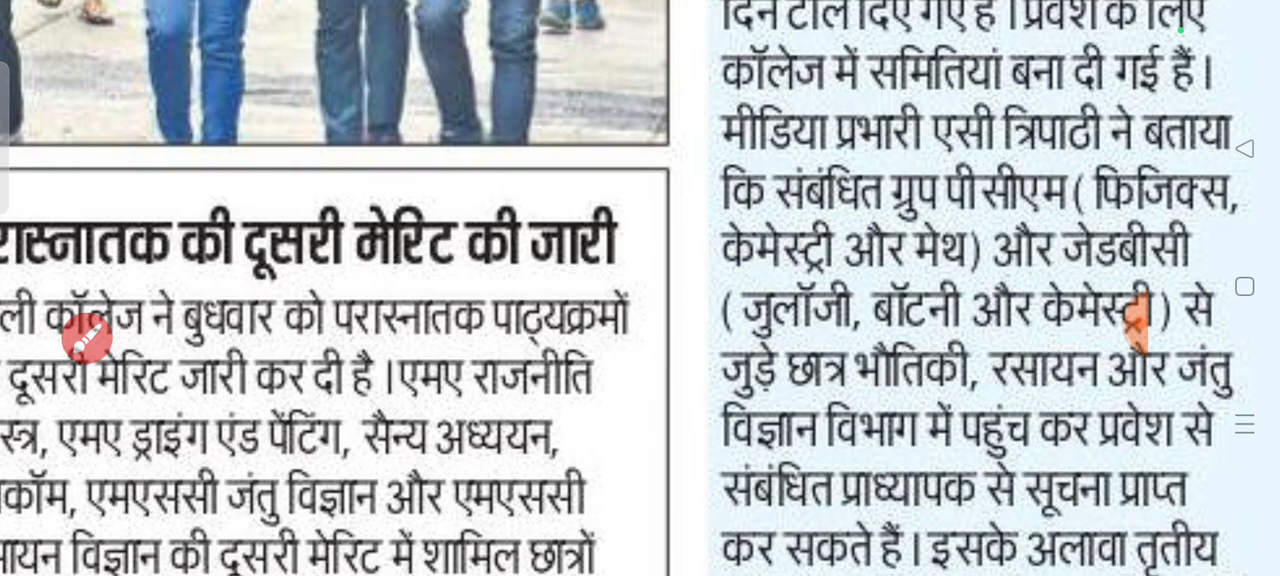 की दूसरी मेरिट की जारी
कॉलेज ने बुधवार को परास्नातक पाठ्यक्रमों
दूसरी मेरिट जारी कर दी है । एमए राजनीति
एमए ड्राइंग एंड पेंटिंग, सैन्य अध्ययन,
एमएससी जंतु विज्ञान और एमएससी
विज्ञान की दूसरी मेरिट में शामिल छात्रों
दिन टाल दिए गए है । प्रवेश के लिए
कॉलेज में समितियां बना दी गई हैं ।
मीडिया प्रभारी एसी त्रिपाठी ने बताया
कि संबंधित ग्रुप पीसीएम ( फिजिक्स,
केमेस्ट्री और मेथ) और जेडबीसी
( जुलॉजी, बॉटनी और केमेस्ट्री ) से
जुड़े छात्र भौतिकी, रसायन और जंतु
विज्ञान विभाग में पहुंच कर प्रवेश से
संबंधित प्राध्यापक से सूचना प्राप्त
कर सकते हैं । इसके अलावा तृतीय